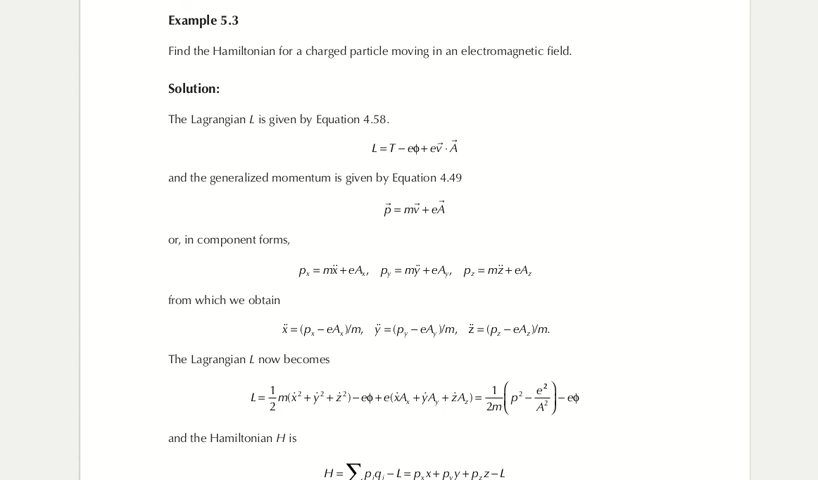 Example 5.3
Find the Hamiltonian for a charged particle moving in an electromagnetic field.
Solution:
The Lagrangian L is given by Equation 4.58.
L = T − eϕ + ev⃗ · A⃗
and the generalized momentum is given by Equation 4.49
p⃗ = mv⃗ + eA⃗
or, in component forms,
pₓ = mẍ + eAₓ, p_y = mÿ + eA_y, p_z = mz̈ + eA_z
from which we obtain
ẍ = (pₓ − eAₓ)/m, ÿ = (p_y − eA_y)/m, z̈ = (p_z − eA_z)/m.
The Lagrangian L now becomes
L = 1/2 m(ẋ² + ẏ² + ż²) − eϕ + e(ẋAₓ + ẏA_y + żA_z) = 1/2m (p² − e²/A²) − eϕ
and the Hamiltonian H is
H = ∑ pᵢqᵢ − L = pₓx + p_y y + p_z z − L